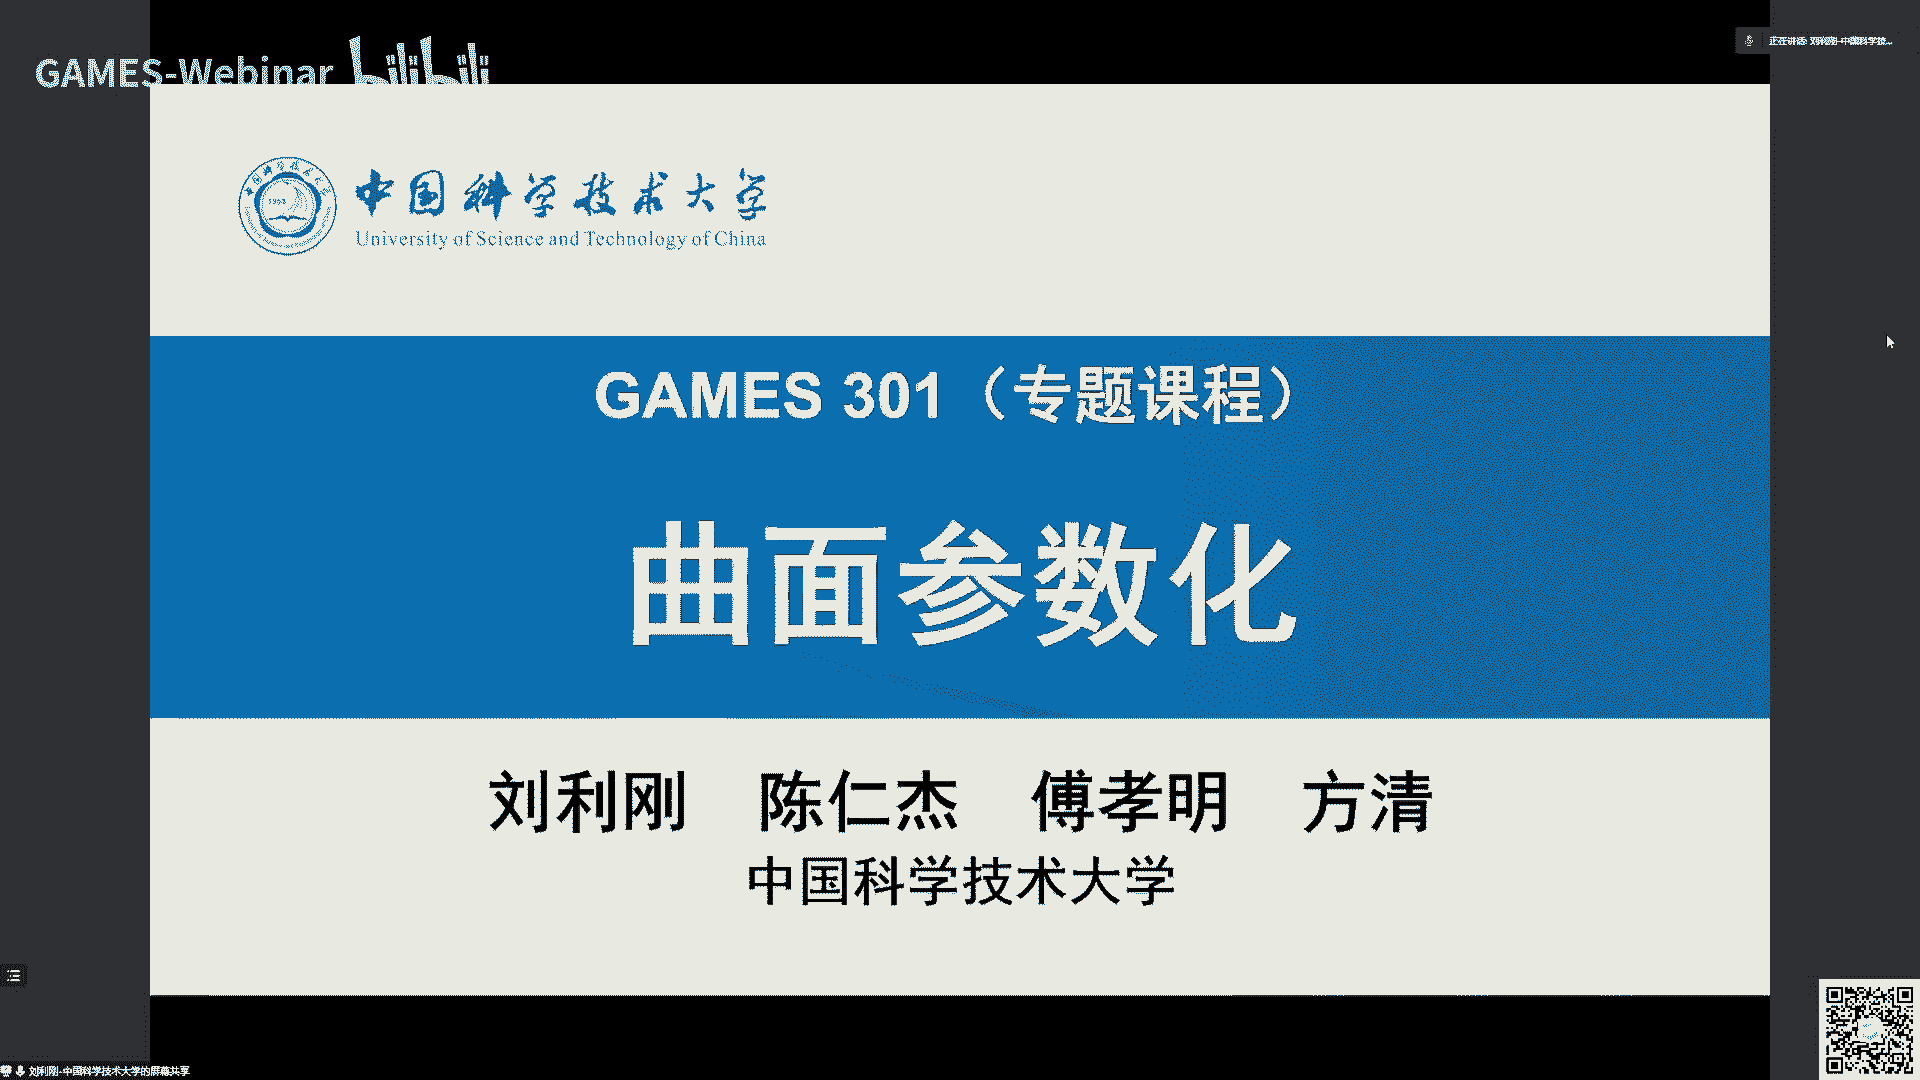 GAMES-Webinar bilibili
正在讲话: 刘利刚-中国科学技...
中国科学技术大学
University of Science and Technology of China
GAMES 301（专题课程）
曲面参数化
刘利刚 陈仁杰 傅孝明 方清
中国科学技术大学
刘利刚-中国科学技术大学的屏幕共享